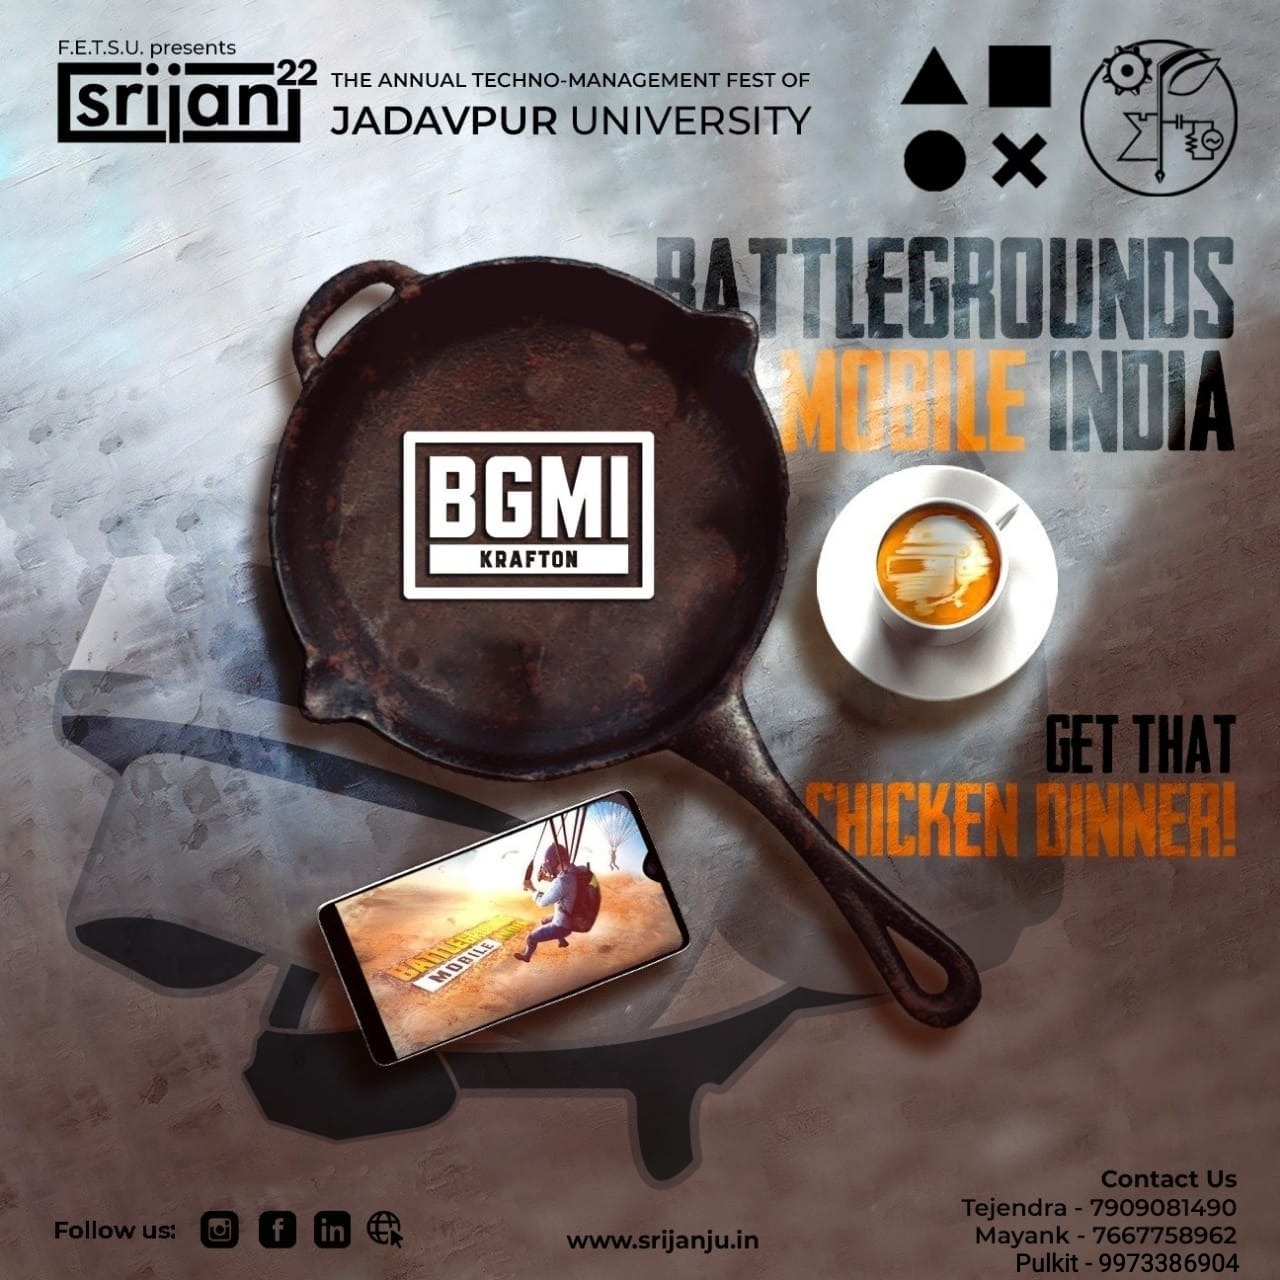 F.E.T.S.U. presents
srijan 22
THE ANNUAL TECHNO-MANAGEMENT FEST OF
JADAVPUR UNIVERSITY
BATTLEGROUNDS
MOBILE INDIA
BGMI
KRAFTON
GET THAT
CHICKEN DINNER!
BATTLEGROUNDS
MOBILE INDIA
Contact Us
Tejendra - 7909081490
Mayank - 7667758962
Pulkit - 9973386904
Follow us:
www.srijanju.in